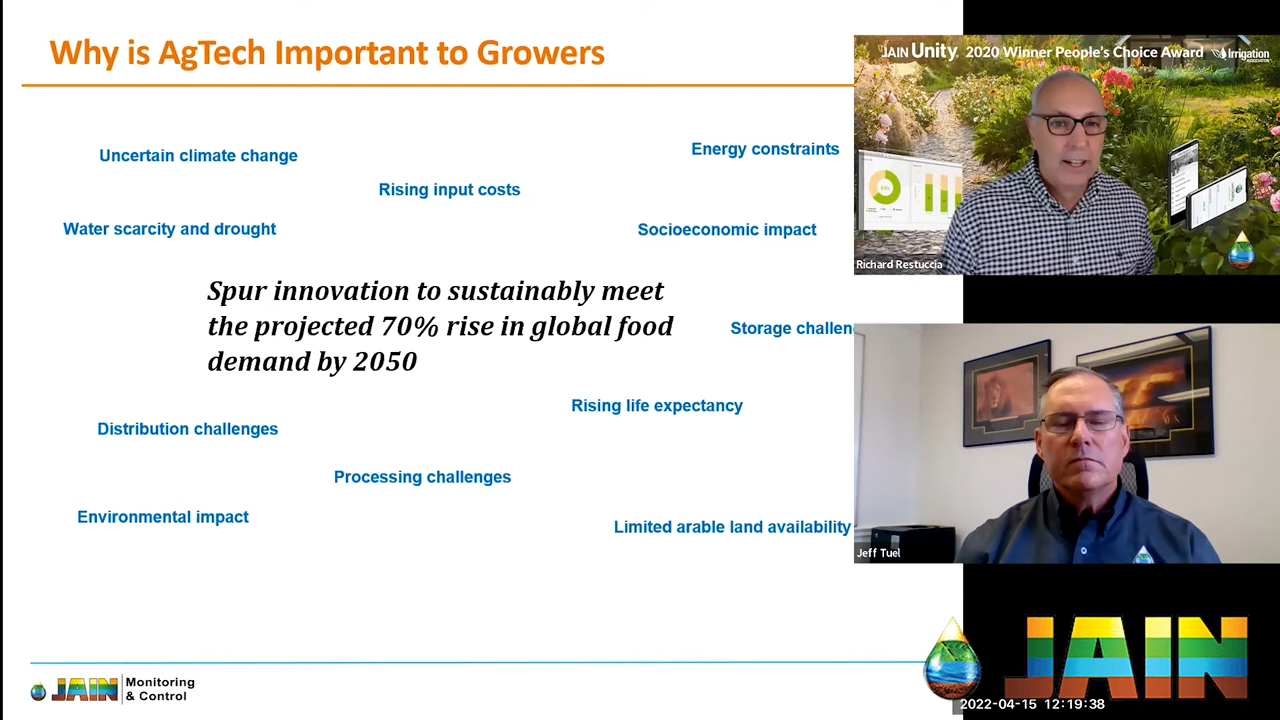 Why is AgTech Important to Growers
Uncertain climate change
Energy constraints
Rising input costs
Water scarcity and drought
Socioeconomic impact
Spur innovation to sustainably meet
the projected 70% rise in global food
demand by 2050
Storage challen
Rising life expectancy
Distribution challenges
Processing challenges
Environmental impact
Limited arable land availability
JAIN Monitoring
& Control
JAIN Unity. 2020 Winner People's Choice Award Irrigation
ASSOCIATION
Richard Restuccia
Jeff Tuel
JAIN
2022-04-15 12:19:38